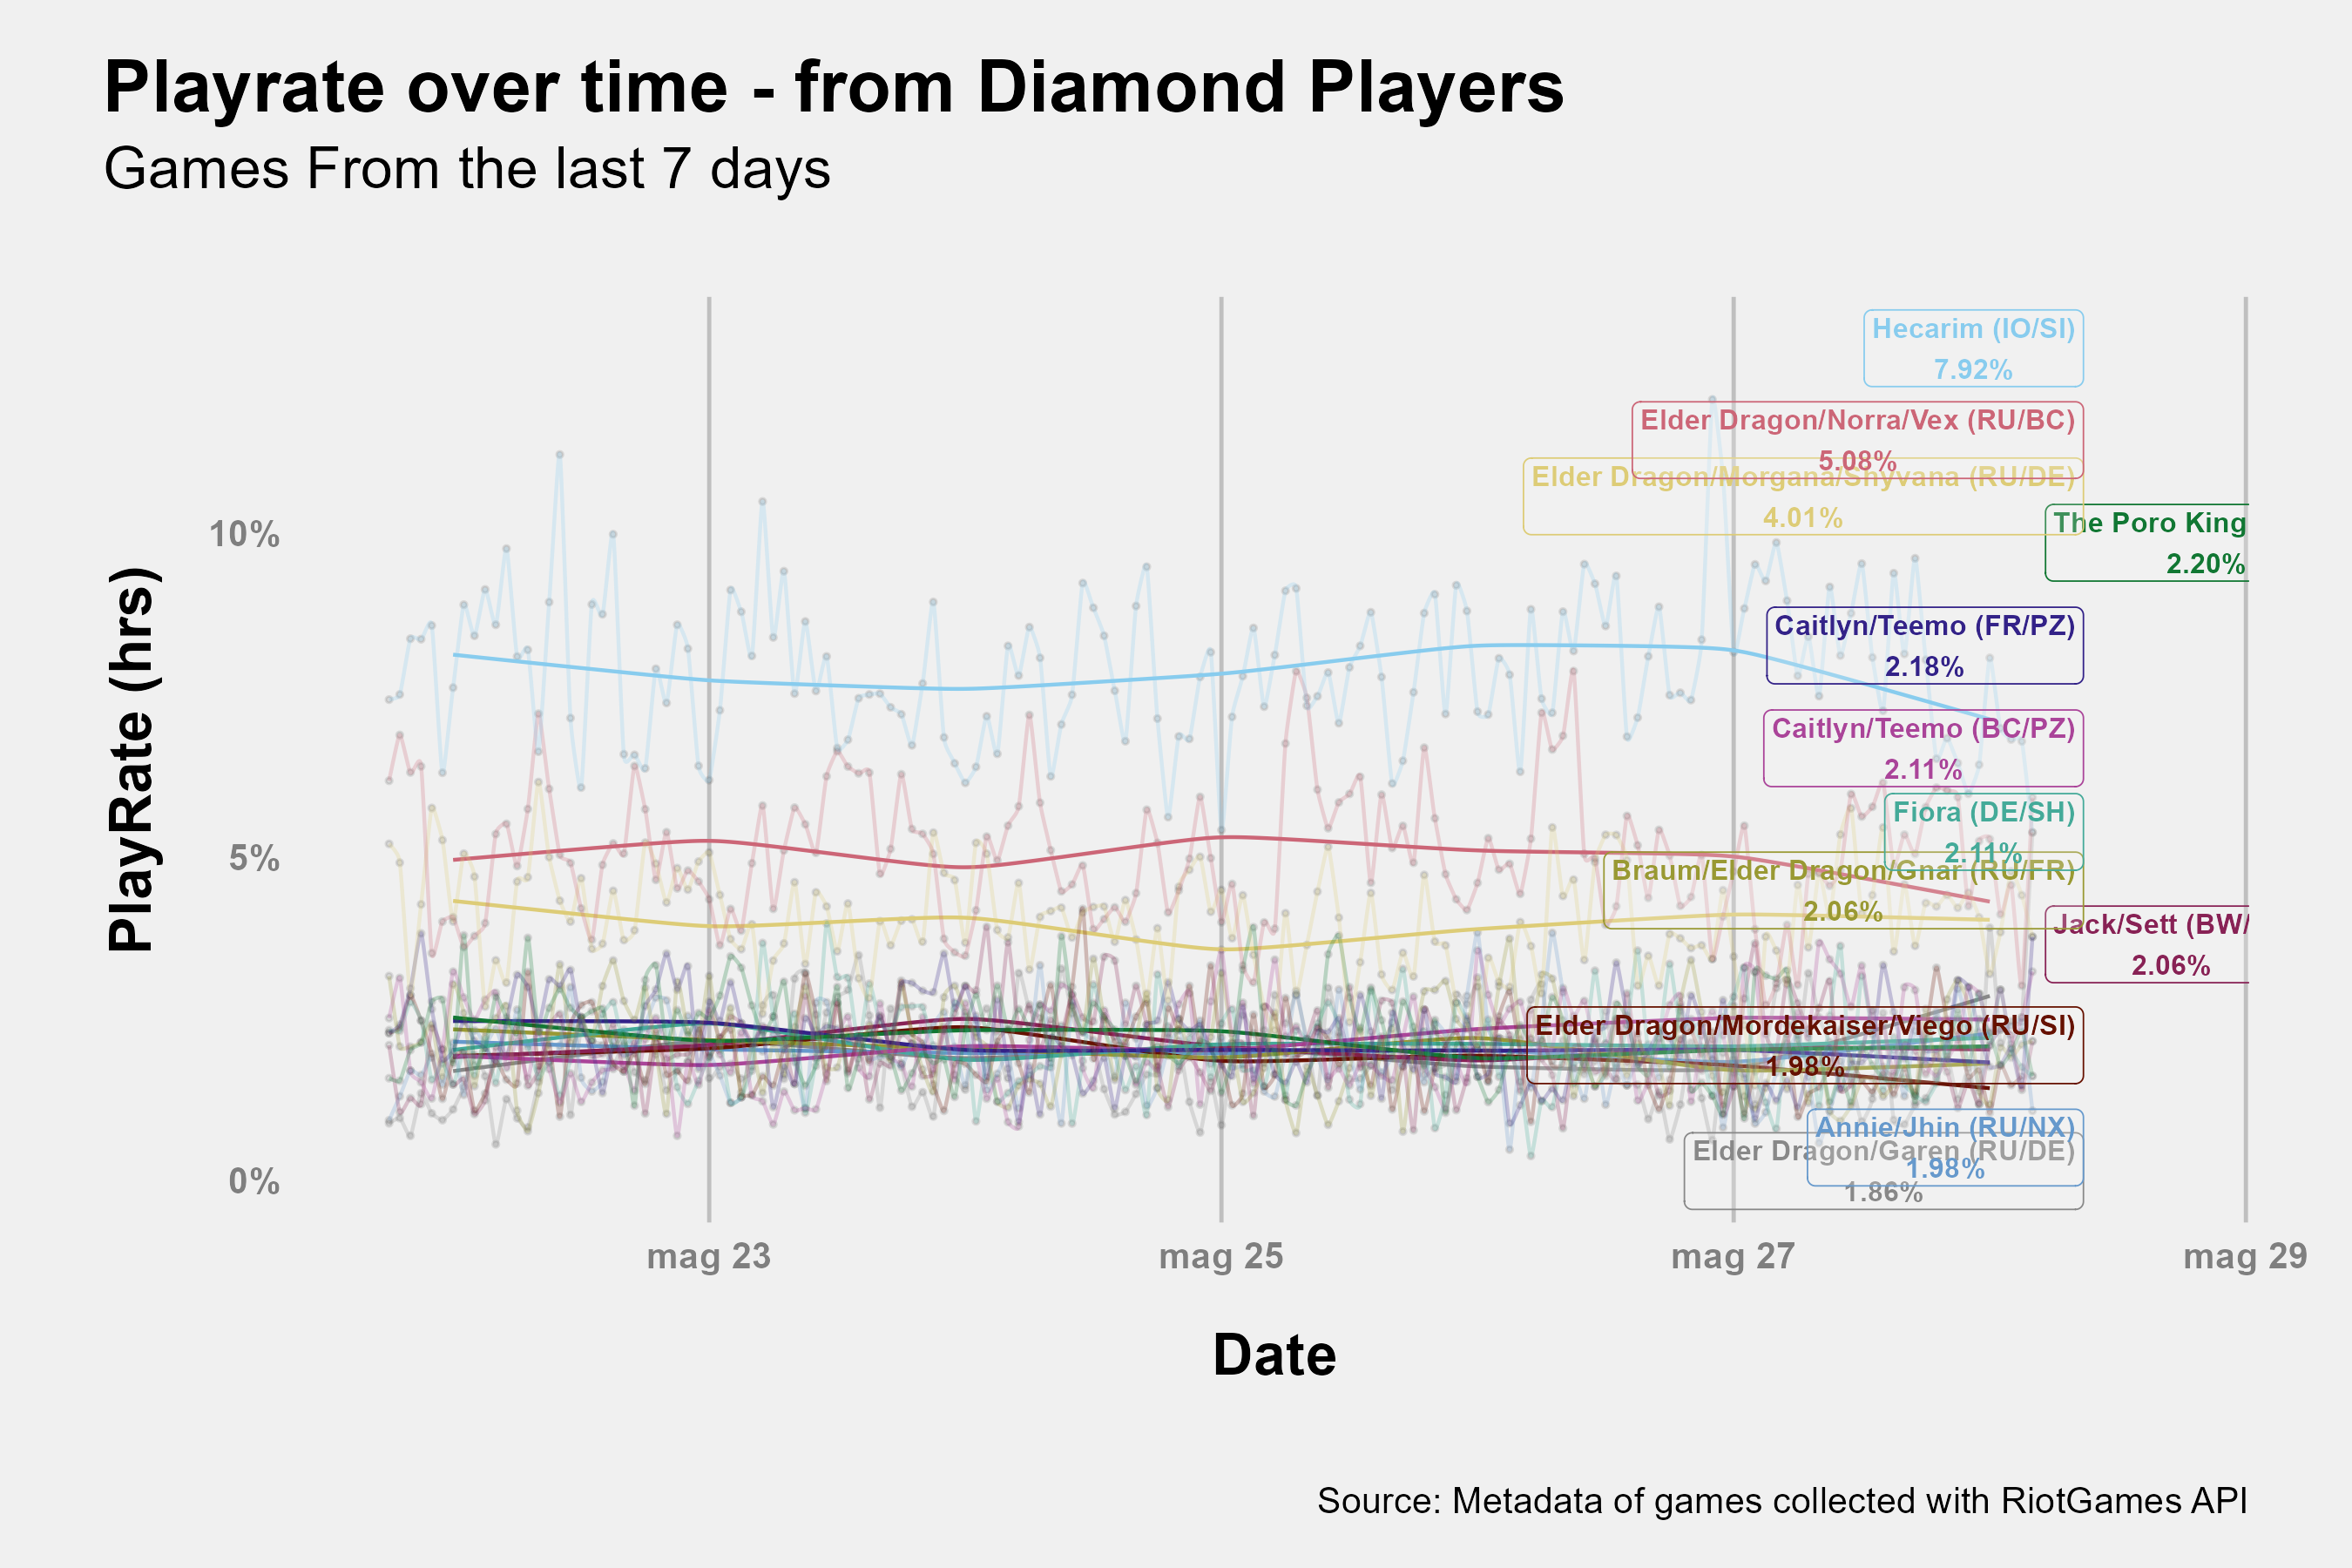 Playrate over time - from Diamond Players
Games From the last 7 days
PlayRate (hrs)
10%
5%
0%
Hecarim (IO/SI)
7.92%
Elder Dragon/Norra/Vex (RU/BC)
5.08%
Elder Dragon/Morgana/Shyvana (RU/DE)
4.01%
The Poro King
2.20%
Caitlyn/Teemo (FR/PZ)
2.18%
Caitlyn/Teemo (BC/PZ)
2.11%
Fiora (DE/SH)
2.11%
Braum/Elder Dragon/Gnar (RU/FR)
2.06%
Jack/Sett (BW/
2.06%
Elder Dragon/Mordekaiser/Viego (RU/SI)
1.98%
Annie/Jhin (RU/NX)
1.98%
Elder Dragon/Garen (RU/DE)
1.86%
mag 23
mag 25
mag 27
mag 29
Date
Source: Metadata of games collected with RiotGames API